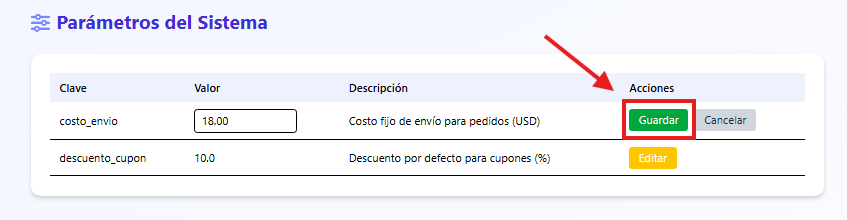 Parámetros del Sistema
Clave Valor Descripción Acciones
costo_envio 18.00 Costo fijo de envío para pedidos (USD) Guardar Cancelar
descuento_cupon 10.0 Descuento por defecto para cupones (%) Editar